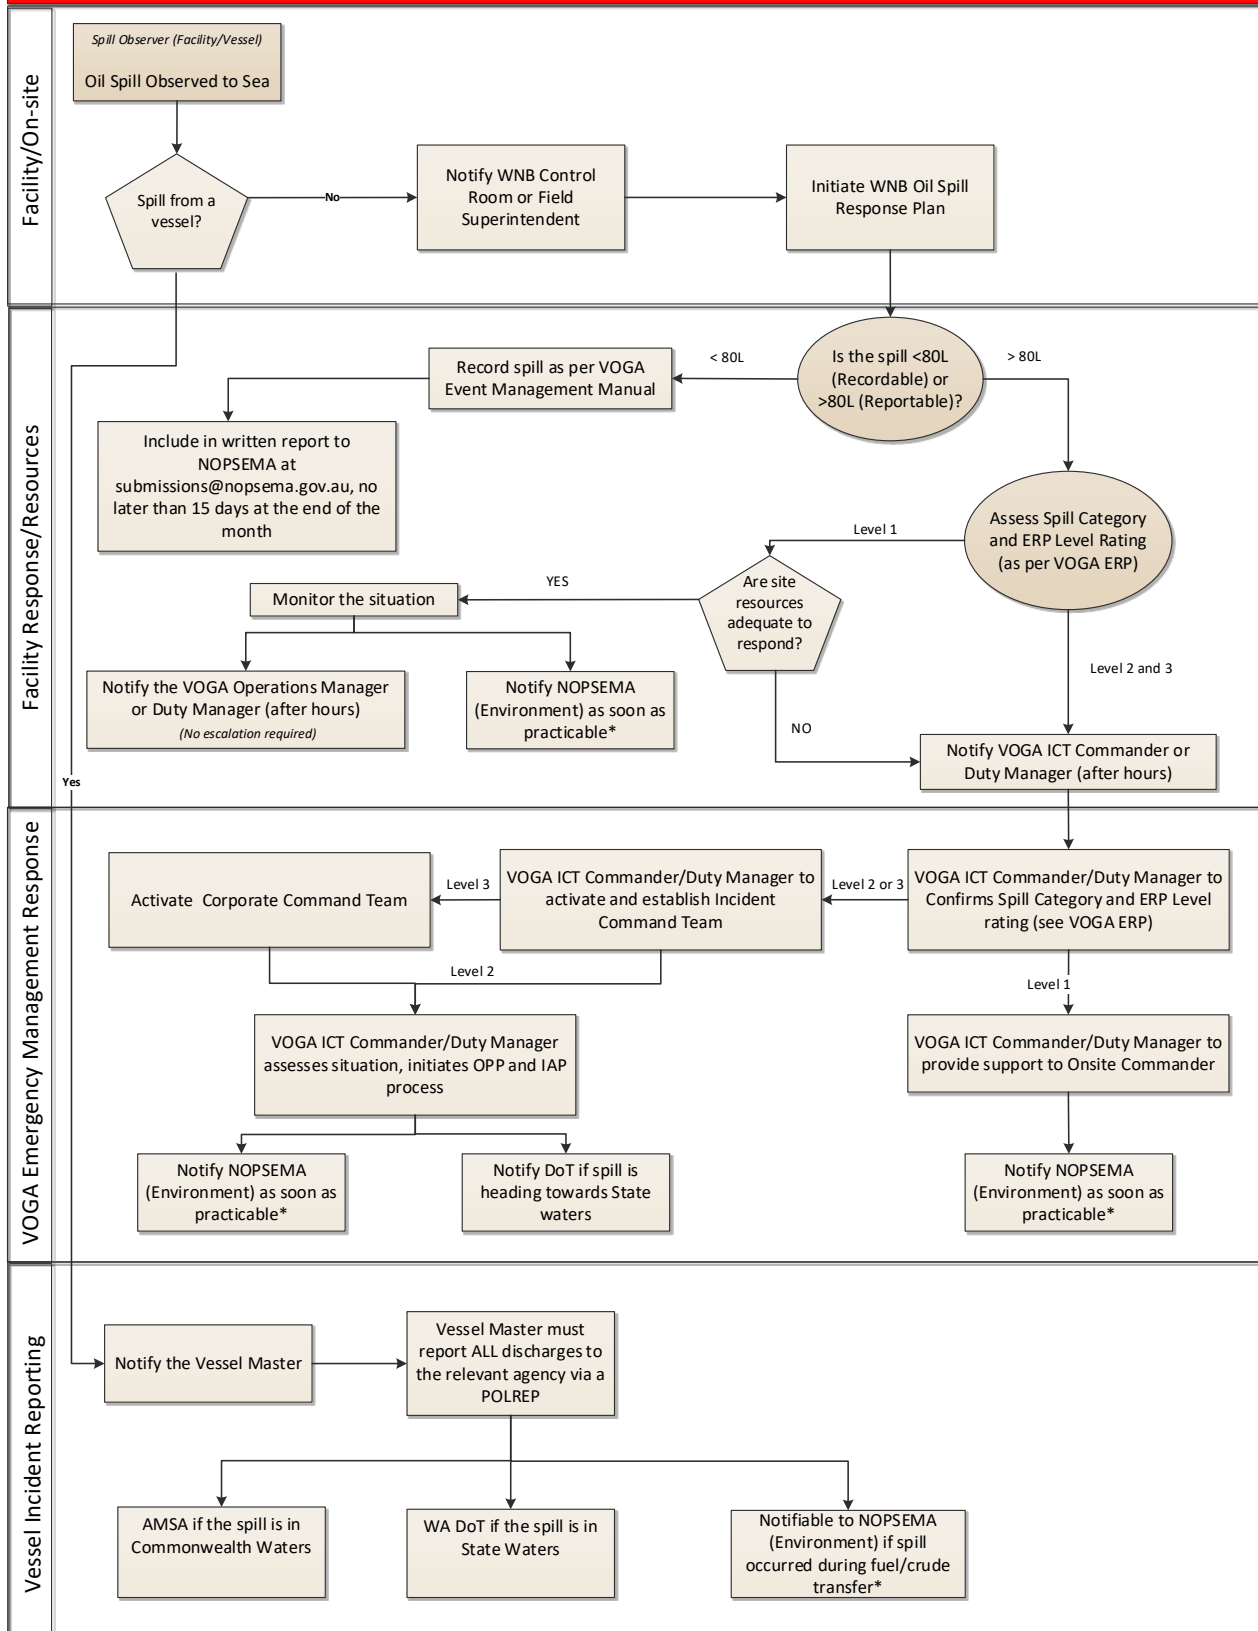 Facility/On-site
Spill Observer (Facility/Vessel)
Oil Spill Observed to Sea
Spill from a
vessel?
No
Notify WNB Control
Room or Field
Superintendent
Initiate WNB Oil Spill
Response Plan
Facility Response/Resources
Is the spill <80L
(Recordable) or
>80L (Reportable)?
< 80L
> 80L
Record spill as per VOGA
Event Management Manual
Include in written report to
NOPSEMA at
submissions@nopsema.gov.au, no
later than 15 days at the end of the
month
Assess Spill Category
and ERP Level Rating
(as per VOGA ERP)
Level 1
Are site
resources
adequate to
respond?
YES
Monitor the situation
Notify the VOGA Operations Manager
or Duty Manager (after hours)
(No escalation required)
Notify NOPSEMA
(Environment) as soon as
practicable*
NO
Level 2 and 3
Notify VOGA ICT Commander or
Duty Manager (after hours)
Yes
VOGA Emergency Management Response
VOGA ICT Commander/Duty Manager to
Confirms Spill Category and ERP Level
rating (see VOGA ERP)
Level 2 or 3
VOGA ICT Commander/Duty Manager to
activate and establish Incident
Command Team
Level 3
Activate Corporate Command Team
Level 2
Level 1
VOGA ICT Commander/Duty Manager
assesses situation, initiates OPP and IAP
process
VOGA ICT Commander/Duty Manager to
provide support to Onsite Commander
Notify NOPSEMA
(Environment) as soon as
practicable*
Notify DoT if spill is
heading towards State
waters
Notify NOPSEMA
(Environment) as soon as
practicable*
Vessel Incident Reporting
Notify the Vessel Master
Vessel Master must
report ALL discharges to
the relevant agency via a
POLREP
AMSA if the spill is in
Commonwealth Waters
WA DoT if the spill is in
State Waters
Notifiable to NOPSEMA
(Environment) if spill
occurred during fuel/crude
transfer*